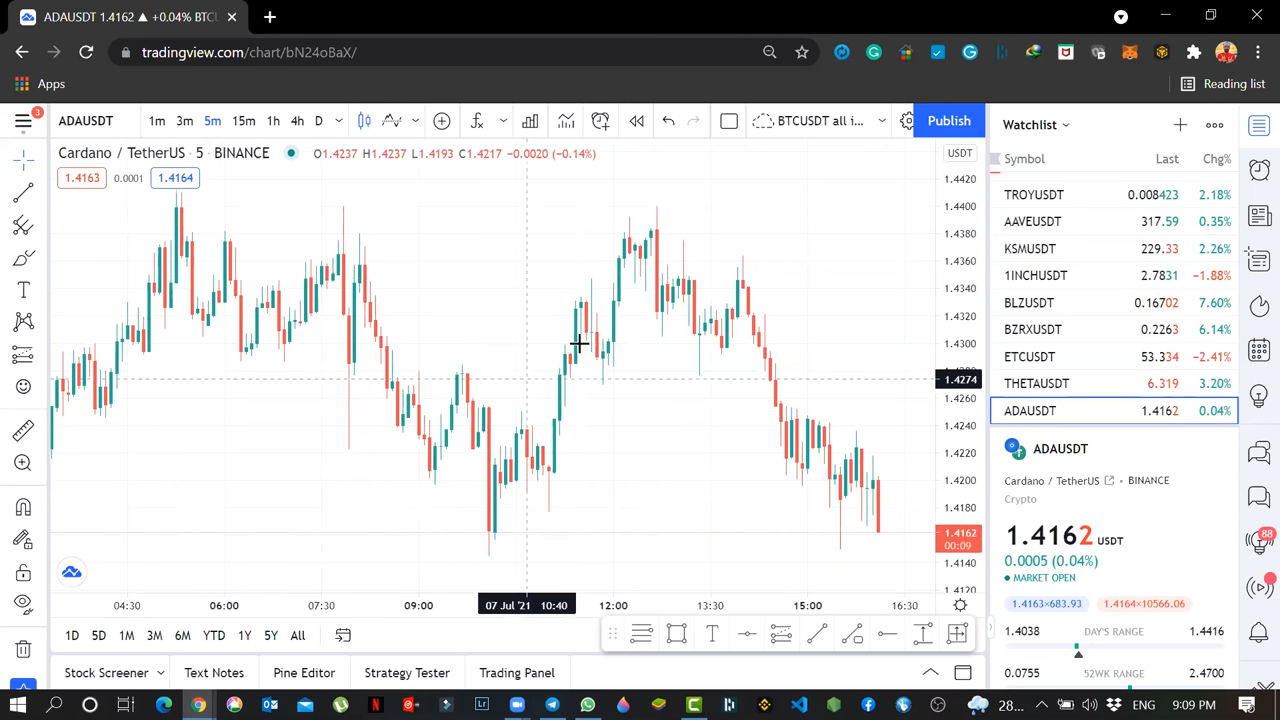 ADAUSDT 1.4162 ▲ +0.04% BTCU
tradingview.com/chart/bN24oBaX/
Apps
Reading list
3
ADAUSDT 1m 3m 5m 15m 1h 4h D BTCUSDT all i... Publish
Cardano / TetherUS · 5 · BINANCE O1.4237 H1.4237 L1.4193 C1.4217 −0.0020 (−0.14%)
1.4163 0.0001 1.4164
USDT
1.4420
1.4400
1.4380
1.4360
1.4340
1.4320
1.4300
1.4274
1.4260
1.4240
1.4220
1.4200
1.4180
1.4162
00:09
1.4140
1.4120
04:30 06:00 07:30 09:00 07 Jul '21 10:40 12:00 13:30 15:00 16:30
1D 5D 1M 3M 6M YTD 1Y 5Y All
Stock Screener Text Notes Pine Editor Strategy Tester Trading Panel
Watchlist
Symbol Last Chg%
TROYUSDT 0.008423 2.18%
AAVEUSDT 317.59 0.35%
KSMUSDT 229.33 2.26%
1INCHUSDT 2.7831 −1.88%
BLZUSDT 0.16702 7.60%
BZRXUSDT 0.2263 6.14%
ETCUSDT 53.334 −2.41%
THETAUSDT 6.319 3.20%
ADAUSDT 1.4162 0.04%
ADAUSDT
Cardano / TetherUS • BINANCE
Crypto
1.4162 USDT
0.0005 (0.04%)
MARKET OPEN
1.4163×683.93 1.4164×10566.06
1.4038 DAY'S RANGE 1.4416
0.0755 52WK RANGE 2.4700
88
28... ENG 9:09 PM